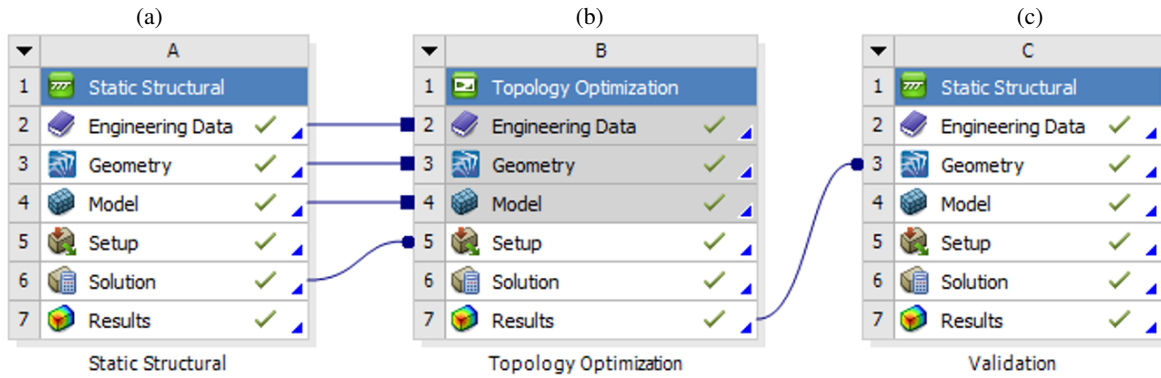 (a) (b) (c)
A B C
1 Static Structural 1 Topology Optimization 1 Static Structural
2 Engineering Data 2 Engineering Data 2 Engineering Data
3 Geometry 3 Geometry 3 Geometry
4 Model 4 Model 4 Model
5 Setup 5 Setup 5 Setup
6 Solution 6 Solution 6 Solution
7 Results 7 Results 7 Results
Static Structural Topology Optimization Validation